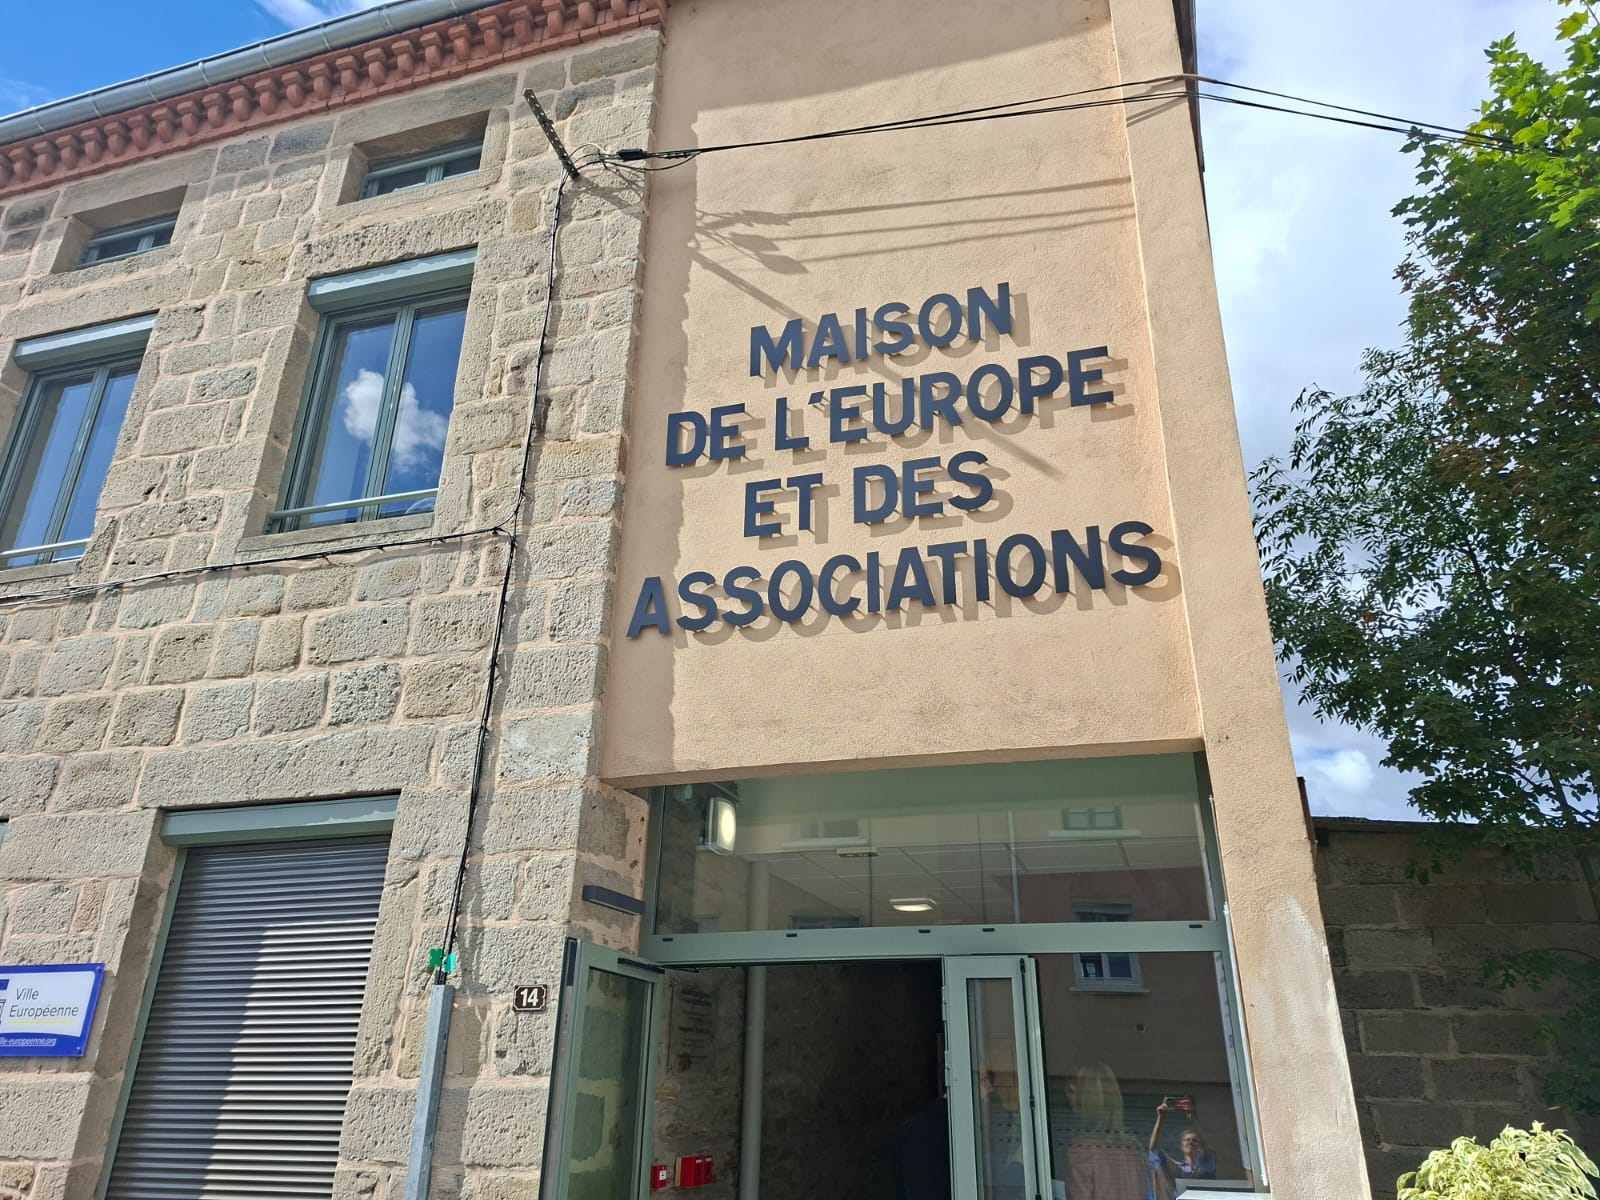 MAISON
DE L'EUROPE
ET DES
ASSOCIATIONS
14
Ville
Européenne